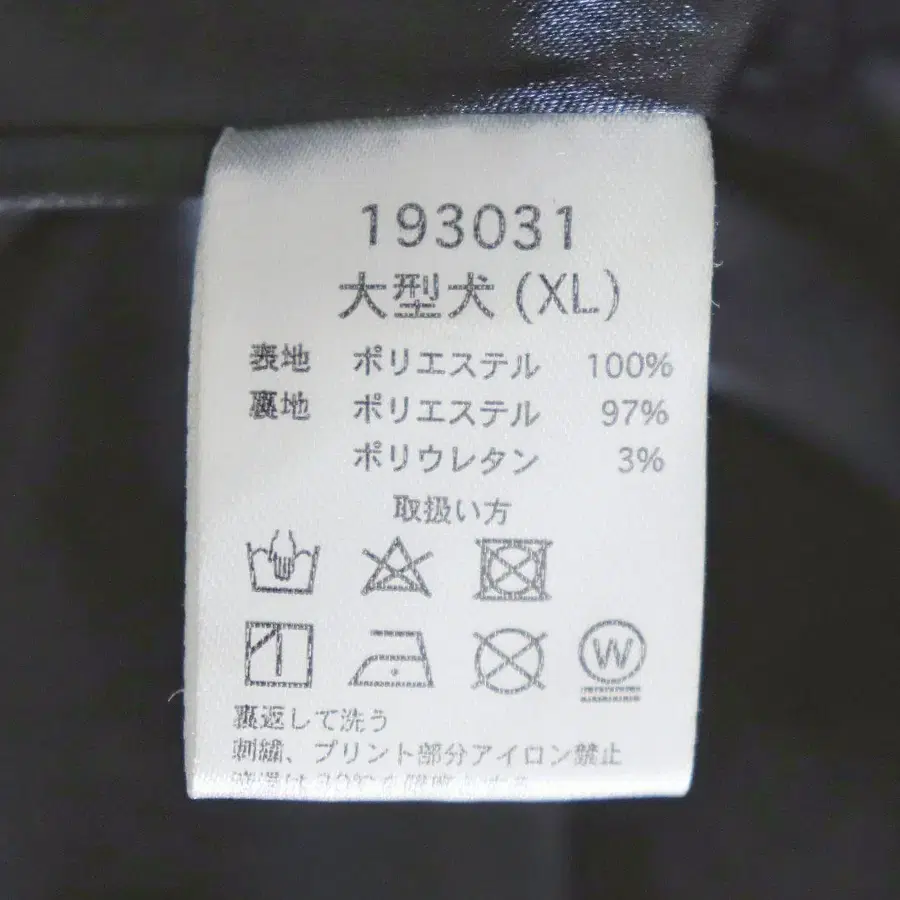 193031
大型犬 (XL)
表地 ポリエステル 100%
裏地 ポリエステル 97%
ポリウレタン 3%
取扱い方
W
裏返して洗う
刺繍、プリント部分アイロン禁止